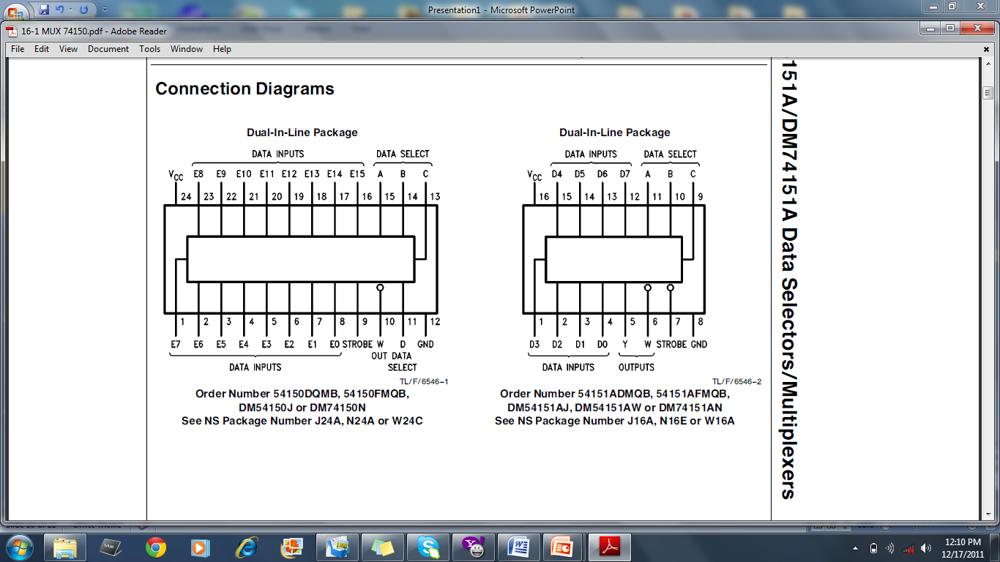 Presentation1 - Microsoft PowerPoint
16-1 MUX 74150.pdf - Adobe Reader
File Edit View Document Tools Window Help
Connection Diagrams
Dual-In-Line Package
DATA INPUTS DATA SELECT
VCC E8 E9 E10 E11 E12 E13 E14 E15 A B C
24 23 22 21 20 19 18 17 16 15 14 13
1 2 3 4 5 6 7 8 9 10 11 12
E7 E6 E5 E4 E3 E2 E1 E0 STROBE W D GND
OUT DATA
DATA INPUTS SELECT
TL/F/6546–1
Order Number 54150DQMB, 54150FMQB,
DM54150J or DM74150N
See NS Package Number J24A, N24A or W24C
Dual-In-Line Package
DATA INPUTS DATA SELECT
VCC D4 D5 D6 D7 A B C
16 15 14 13 12 11 10 9
1 2 3 4 5 6 7 8
D3 D2 D1 D0 Y W STROBE GND
DATA INPUTS OUTPUTS
TL/F/6546–2
Order Number 54151ADMQB, 54151AFMQB,
DM54151AJ, DM54151AW or DM74151AN
See NS Package Number J16A, N16E or W16A
151A/DM74151A Data Selectors/Multiplexers
12:10 PM
12/17/2011